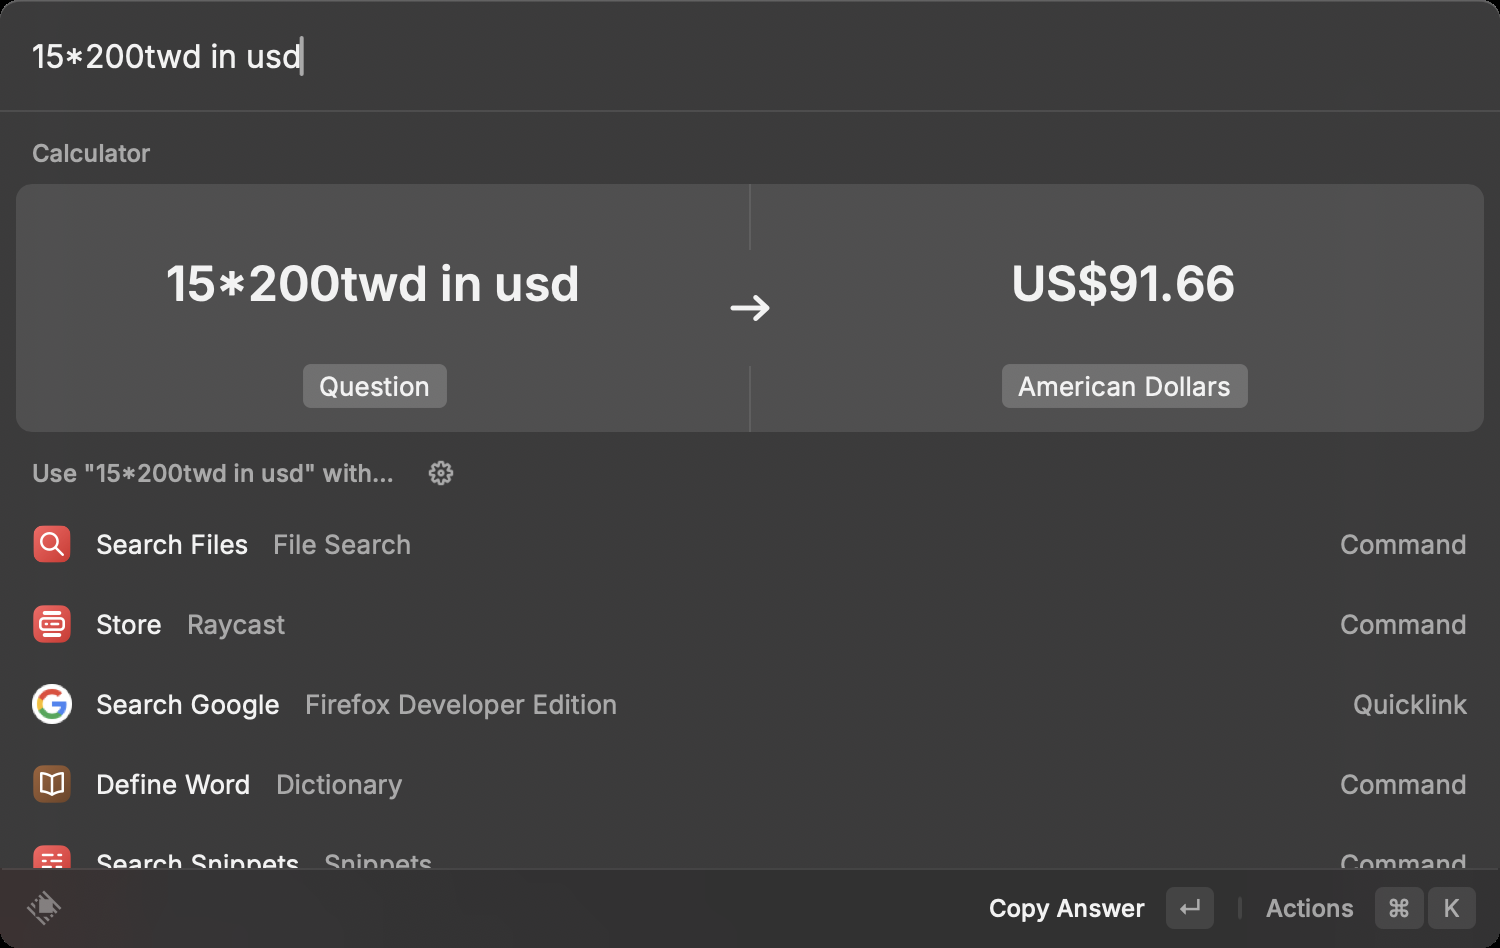 15*200twd in usd
Calculator
15*200twd in usd
→
US$91.66
Question
American Dollars
Use "15*200twd in usd" with...
Search Files File Search Command
Store Raycast Command
Search Google Firefox Developer Edition Quicklink
Define Word Dictionary Command
Search Snippets Snippets Command
Copy Answer ↵ Actions ⌘ K